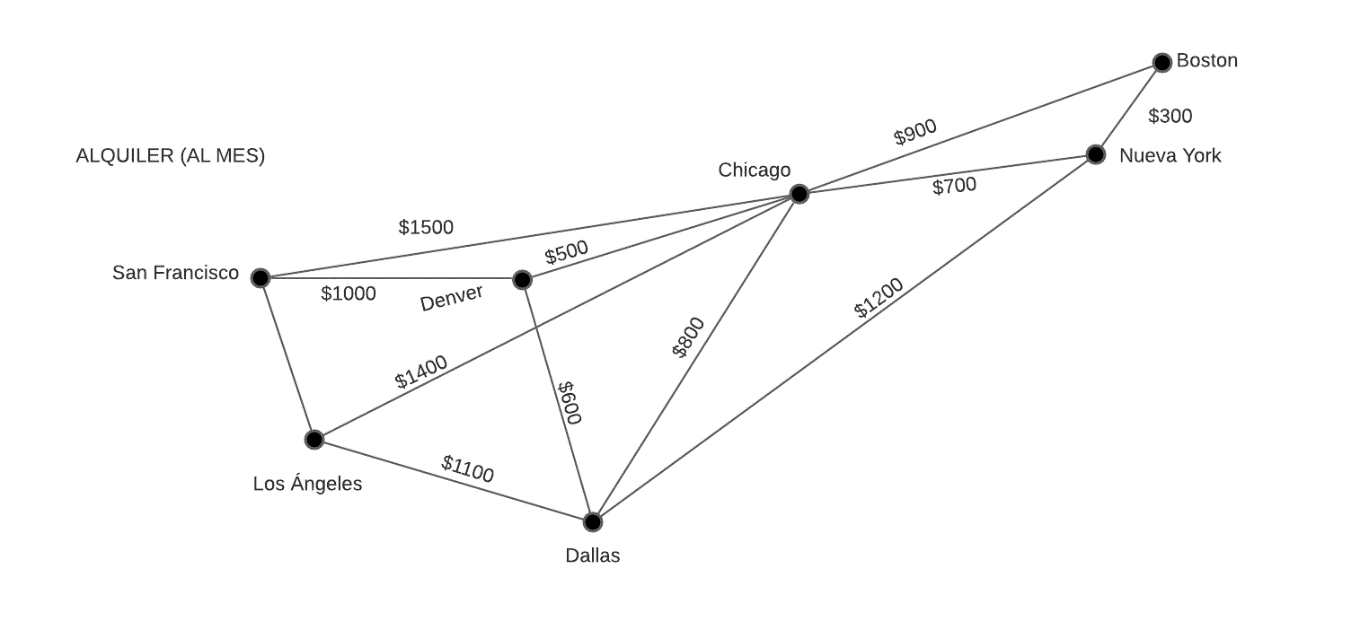 Boston
$300
$900
ALQUILER (AL MES)
Nueva York
Chicago
$700
$1500
$500
San Francisco
$1000
Denver
$1200
$800
$1400
$600
$1100
Los Ángeles
Dallas